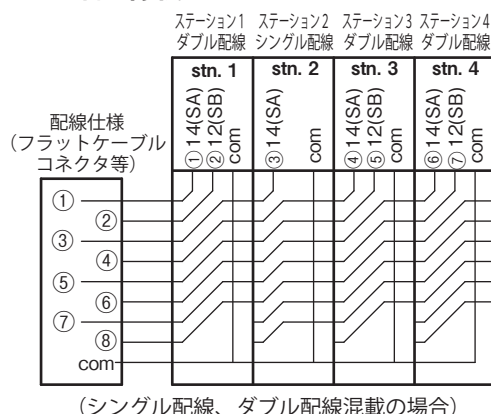 ステーション1 ステーション2 ステーション3 ステーション4
ダブル配線 シングル配線 ダブル配線 ダブル配線
stn. 1 stn. 2 stn. 3 stn. 4
①14(SA)
②12(SB)
com
③14(SA)
com
④14(SA)
⑤12(SB)
com
⑥14(SA)
⑦12(SB)
com
配線仕様
(フラットケーブル
コネクタ等)
①
②
③
④
⑤
⑥
⑦
⑧
com
(シングル配線、ダブル配線混載の場合)